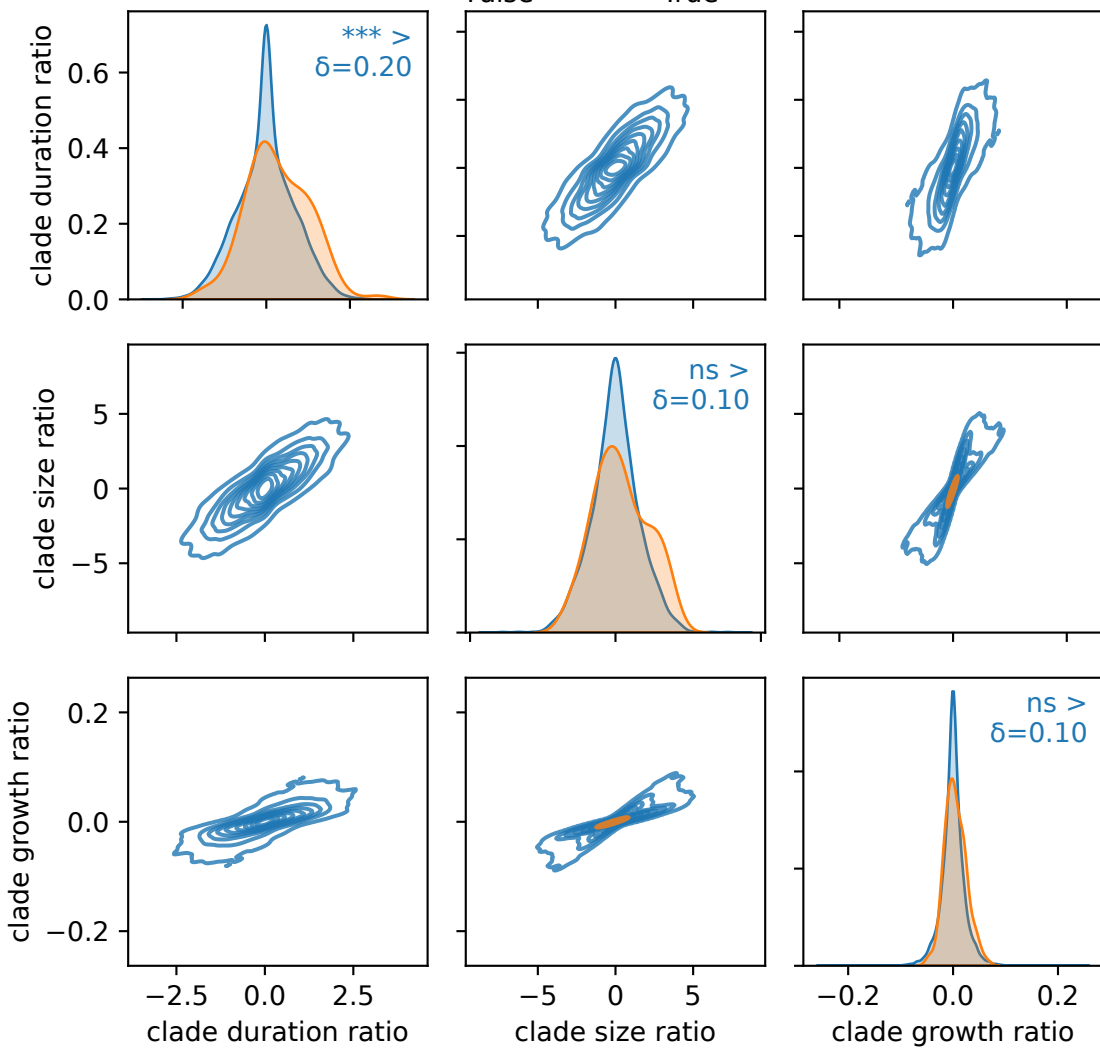 True
clade duration ratio
0.6
0.4
0.2
0.0
*** >
δ=0.20
clade size ratio
5
0
−5
ns >
δ=0.10
clade growth ratio
0.2
0.0
−0.2
ns >
δ=0.10
−2.5 0.0 2.5
−5 0 5
−0.2 0.0 0.2
clade duration ratio
clade size ratio
clade growth ratio